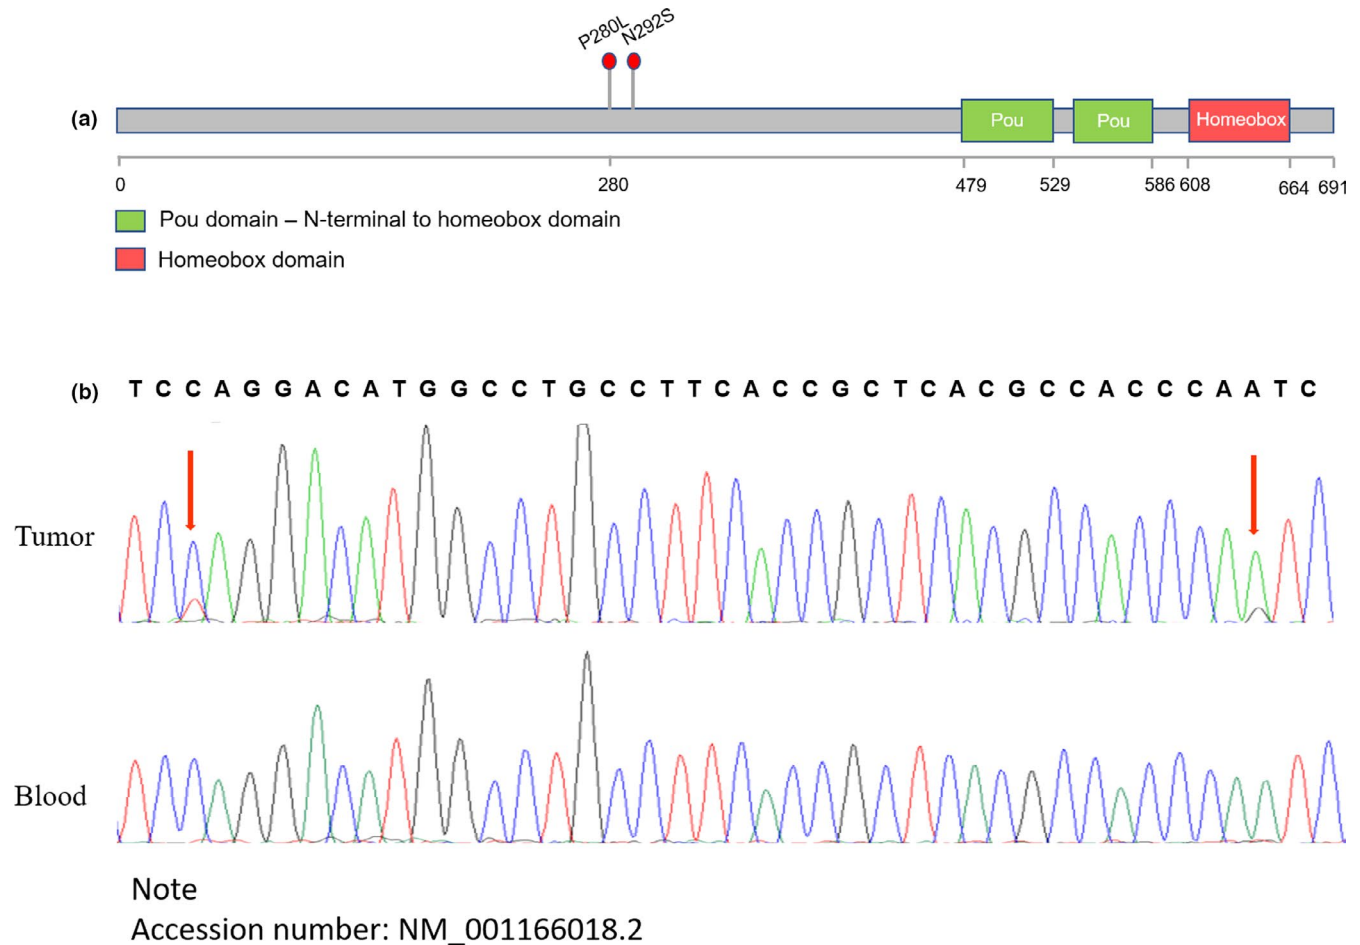 P280L N292S
(a)
Pou Pou Homeobox
0 280 479 529 586 608 664 691
Pou domain – N-terminal to homeobox domain
Homeobox domain
(b) T C C A G G A C A T G G C C T G C C T T C A C C G C T C A C G C C A C C C A A T C
Tumor
Blood
Note
Accession number: NM_001166018.2